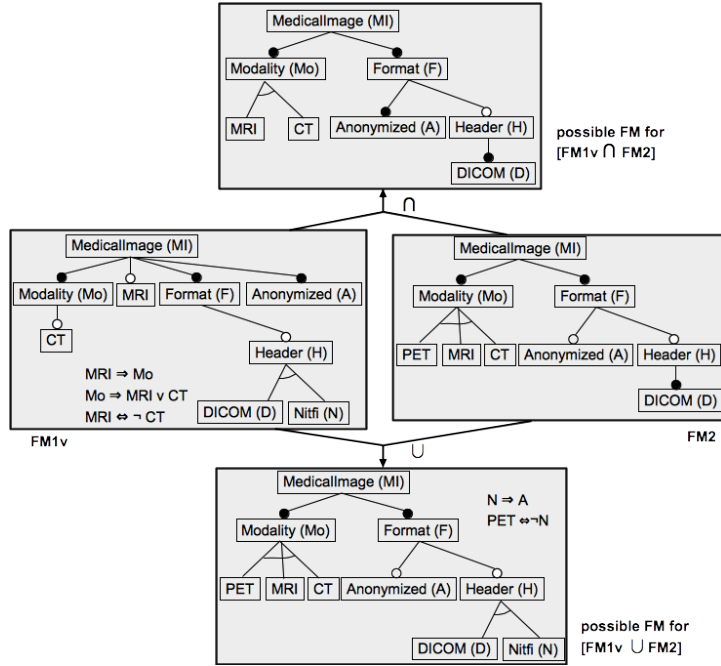 MedicalImage (MI)
Modality (Mo)
Format (F)
MRI
CT
Anonymized (A)
Header (H)
DICOM (D)
possible FM for
[FM1v ∩ FM2]
∩
MedicalImage (MI)
Modality (Mo)
MRI
Format (F)
Anonymized (A)
CT
Header (H)
MRI ⇒ Mo
Mo ⇒ MRI v CT
MRI ⇔ ¬ CT
DICOM (D)
Nitfi (N)
FM1v
MedicalImage (MI)
Modality (Mo)
Format (F)
PET
MRI
CT
Anonymized (A)
Header (H)
DICOM (D)
FM2
∪
MedicalImage (MI)
N ⇒ A
PET ⇔¬N
Modality (Mo)
Format (F)
PET
MRI
CT
Anonymized (A)
Header (H)
DICOM (D)
Nitfi (N)
possible FM for
[FM1v ∪ FM2]